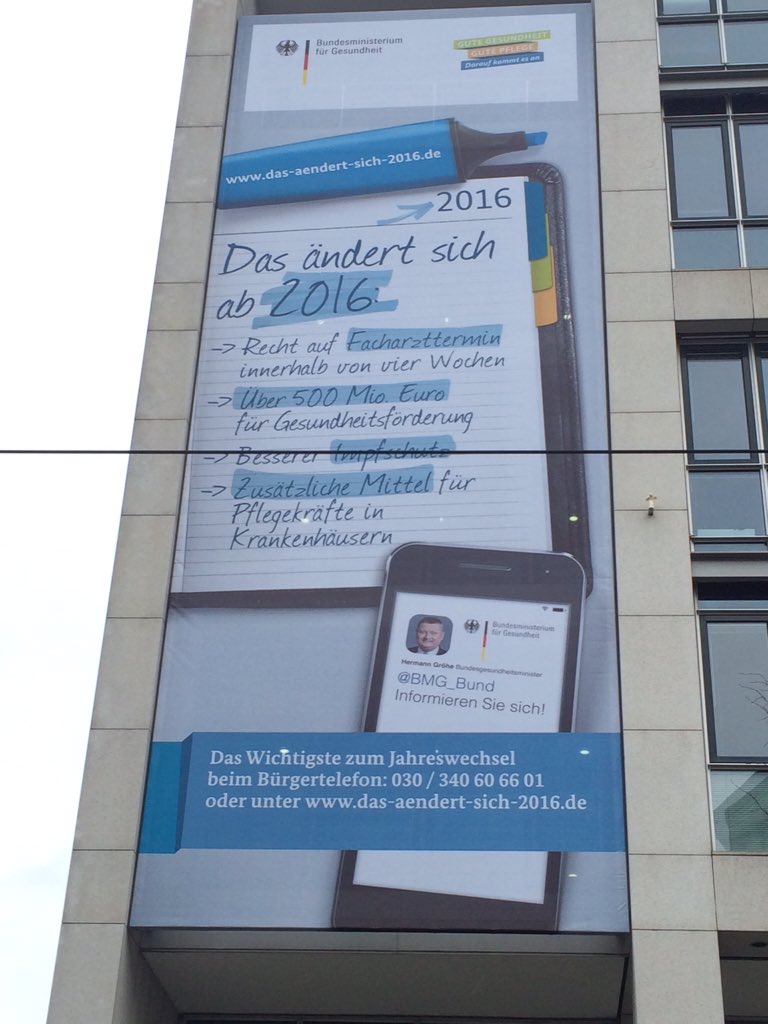 Bundesministerium
für Gesundheit
GUTE GESUNDHEIT
GUTE PFLEGE
Darauf kommt es an
www.das-aendert-sich-2016.de
2016
Das ändert sich
ab 2016:
-> Recht auf Facharzttermin
innerhalb von vier Wochen
-> Über 500 Mio. Euro
für Gesundheitsförderung
-> Besserer Impfschutz
-> Zusätzliche Mittel für
Pflegekräfte in
Krankenhäusern
Bundesministerium
für Gesundheit
Hermann Gröhe Bundesgesundheitsminister
@BMG_Bund
Informieren Sie sich!
Das Wichtigste zum Jahreswechsel
beim Bürgertelefon: 030 / 340 60 66 01
oder unter www.das-aendert-sich-2016.de